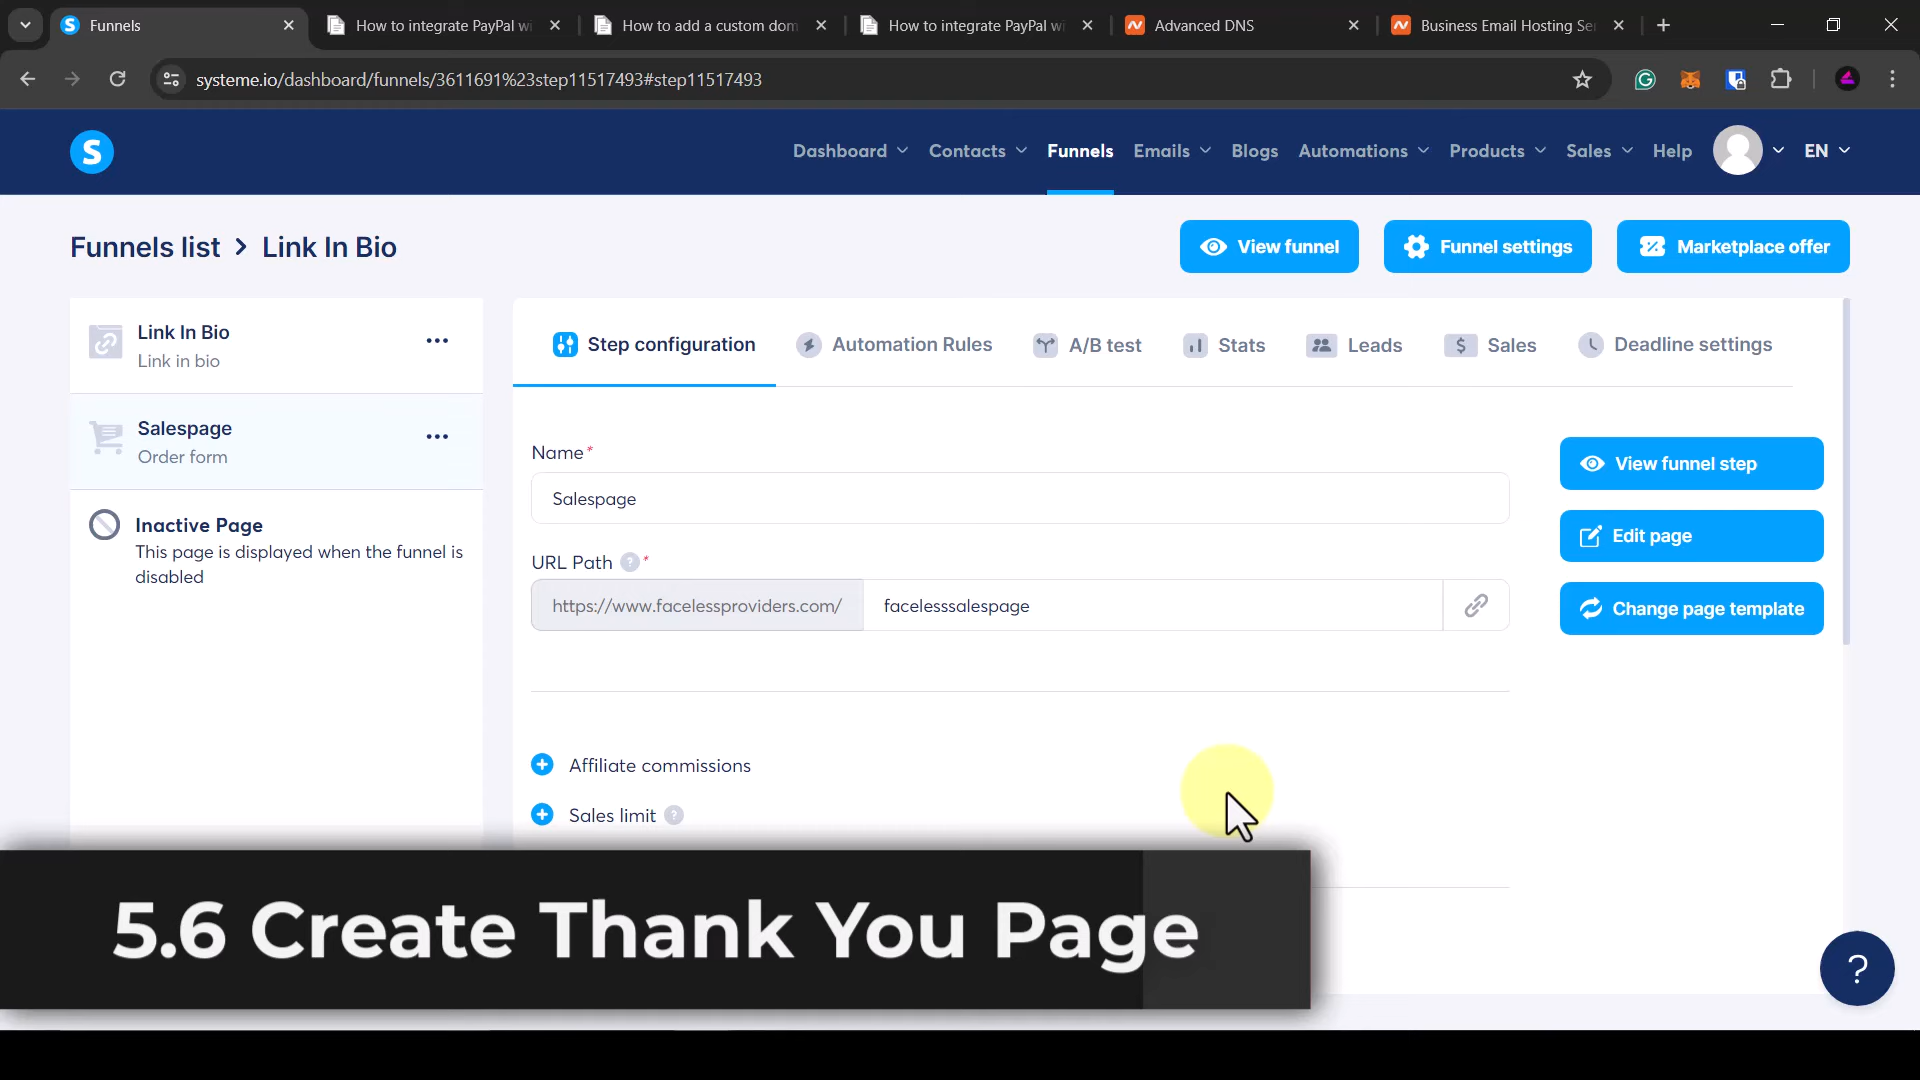 Funnels
How to integrate PayPal wi
How to add a custom dom
How to integrate PayPal wi
Advanced DNS
Business Email Hosting Ser
systeme.io/dashboard/funnels/3611691%23step11517493#step11517493
S
Dashboard
Contacts
Funnels
Emails
Blogs
Automations
Products
Sales
Help
EN
Funnels list > Link In Bio
View funnel
Funnel settings
Marketplace offer
Link In Bio
Link in bio
Salespage
Order form
Inactive Page
This page is displayed when the funnel is
disabled
Step configuration
Automation Rules
A/B test
Stats
Leads
Sales
Deadline settings
Name*
Salespage
URL Path ? *
https://www.facelessproviders.com/
facelesssalespage
View funnel step
Edit page
Change page template
Affiliate commissions
Sales limit ?
5.6 Create Thank You Page
?